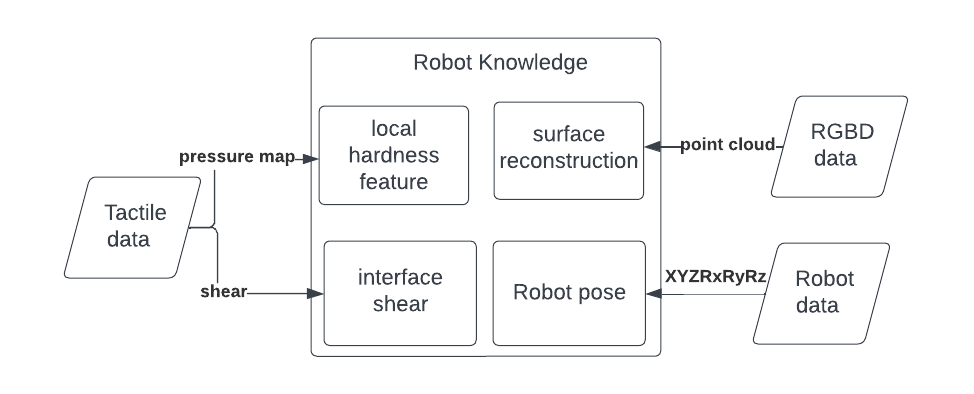 Robot Knowledge
local
hardness
feature
surface
reconstruction
RGBD
data
pressure map
point cloud
Tactile
data
interface
shear
Robot pose
XYZRxRyRz
Robot
data
shear